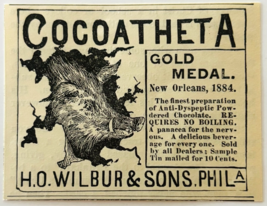 COCOATHETA
GOLD
MEDAL.
New Orleans, 1884.
The finest preparation
of Anti-Dyspeptic Pow-
dered Chocolate. RE-
QUIRES NO BOILING.
A panacea for the nerv-
ous. A delicious bever-
age for every one. Sold
by all Dealers; Sample
Tin mailed for 10 Cents.
H.O. WILBUR & SONS. PHILA